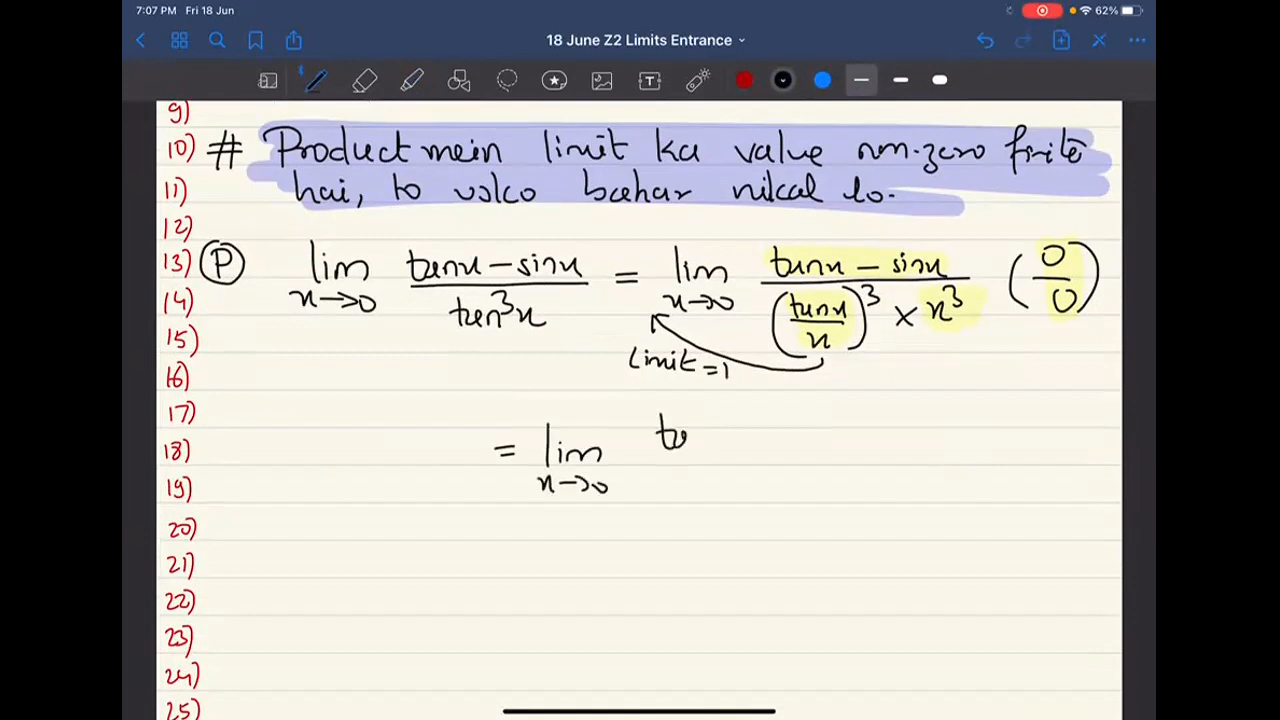 7:07 PM Fri 18 Jun
62%
18 June Z2 Limits Entrance
9)
10) # Product mein limit ka value non-zero finite
11) hai, to usko bahar nikal lo.
12)
13) (P) lim tanx - sinx = lim tanx - sinx (0/0)
14) x→0 tan³x x→0 (tanx/x)³ × x³
15)
16) Limit = 1
17)
18) = lim ta
19) x→0
20)
21)
22)
23)
24)
25)